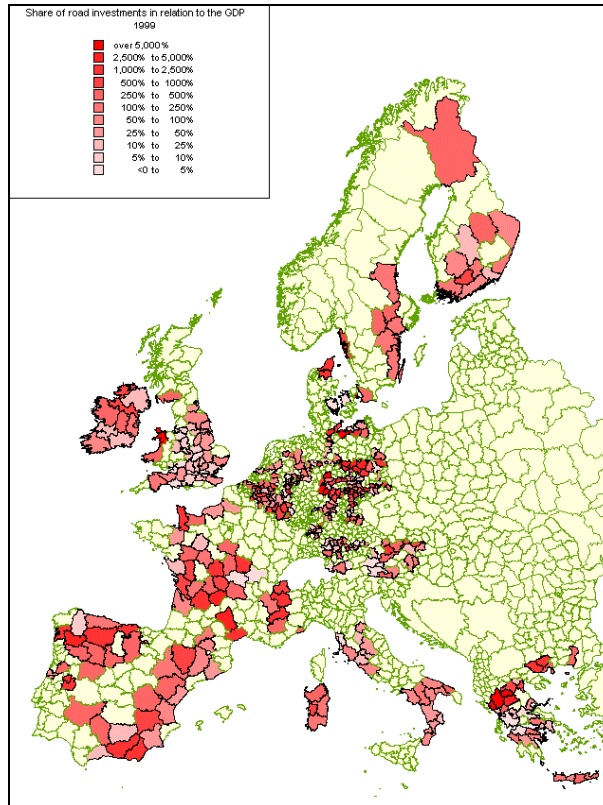 Share of road investments in relation to the GDP
1999
over 5,000%
2,500% to 5,000%
1,000% to 2,500%
500% to 1000%
250% to 500%
100% to 250%
50% to 100%
25% to 50%
10% to 25%
5% to 10%
<0 to 5%